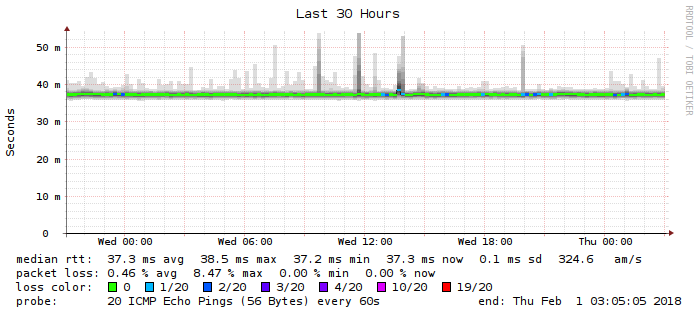 Last 30 Hours
RRDTOOL / TOBI OETIKER
Seconds
50 m
40 m
30 m
20 m
10 m
0
Wed 00:00 Wed 06:00 Wed 12:00 Wed 18:00 Thu 00:00
median rtt: 37.3 ms avg 38.5 ms max 37.2 ms min 37.3 ms now 0.1 ms sd 324.6 am/s
packet loss: 0.46 % avg 8.47 % max 0.00 % min 0.00 % now
loss color: 0 1/20 2/20 3/20 4/20 10/20 19/20
probe: 20 ICMP Echo Pings (56 Bytes) every 60s end: Thu Feb 1 03:05:05 2018